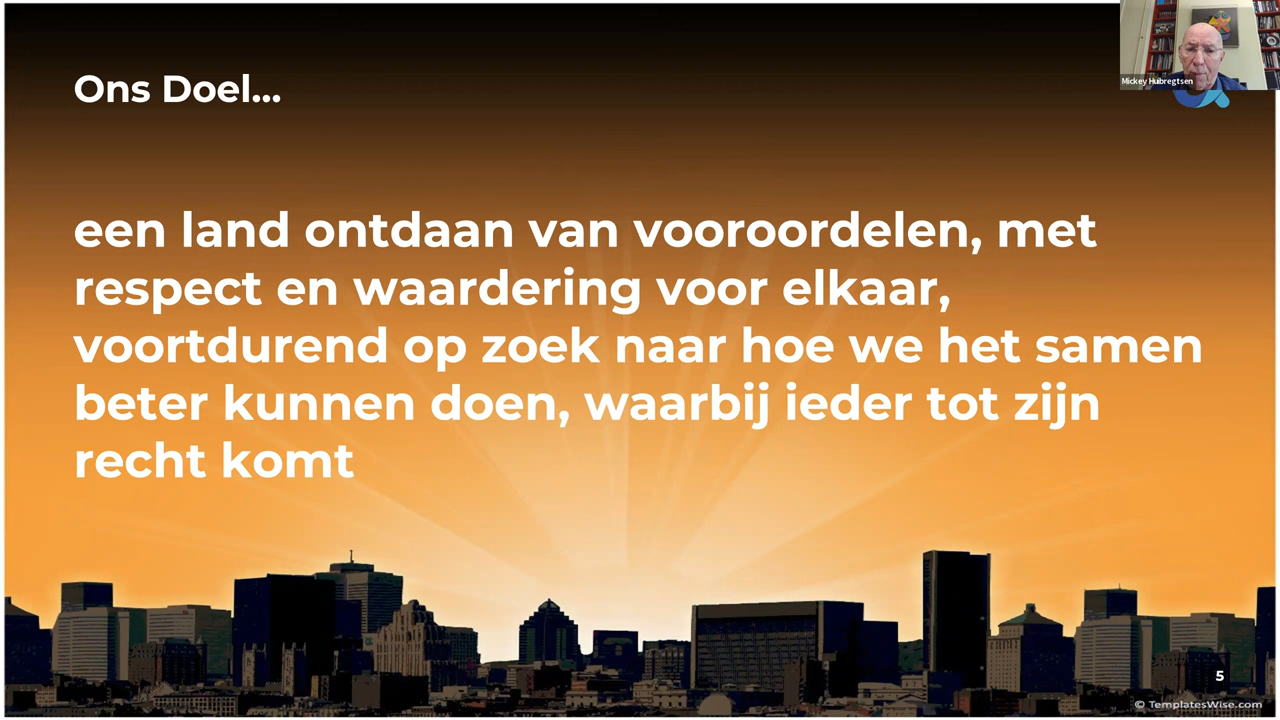 Ons Doel...
Mickey Huibregtsen
een land ontdaan van vooroordelen, met
respect en waardering voor elkaar,
voortdurend op zoek naar hoe we het samen
beter kunnen doen, waarbij ieder tot zijn
recht komt
5
© TemplatesWise.com